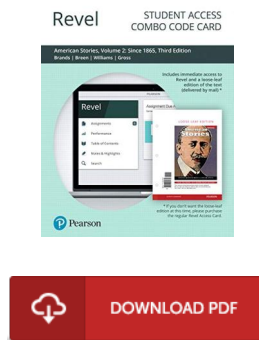 Revel
STUDENT ACCESS
COMBO CODE CARD
American Stories, Volume 2: Since 1865, Third Edition
Brands | Breen | Williams | Gross
Includes immediate access to
Revel and a loose-leaf
edition of the text
(delivered by mail) *
Revel
Assignments
Performance
Table of Contents
Notes & Highlights
Search
Assignment Due
Stories
Pearson
* If you don't want the loose-leaf
edition at this time, please purchase
the regular Revel Access Card.
DOWNLOAD PDF